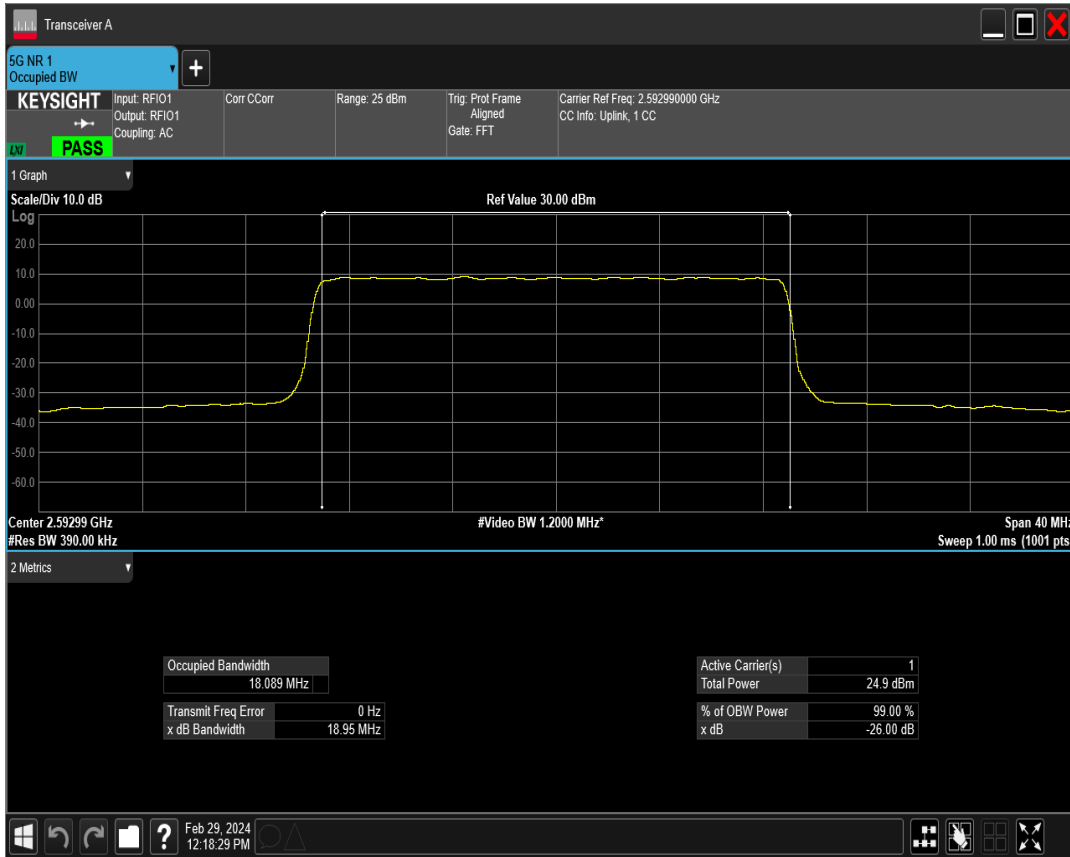 Transceiver A
5G NR 1
Occupied BW
+
KEYSIGHT
Input: RFIO1
Output: RFIO1
Coupling: AC
Corr CCorr
Range: 25 dBm
Trig: Prot Frame
Aligned
Gate: FFT
Carrier Ref Freq: 2.592990000 GHz
CC Info: Uplink, 1 CC
LXI
PASS
1 Graph
Scale/Div 10.0 dB
Ref Value 30.00 dBm
Log
20.0
10.0
0.00
-10.0
-20.0
-30.0
-40.0
-50.0
-60.0
Center 2.59299 GHz
#Video BW 1.2000 MHz*
Span 40 MHz
#Res BW 390.00 kHz
Sweep 1.00 ms (1001 pts
2 Metrics
Occupied Bandwidth
18.089 MHz
Transmit Freq Error 0 Hz
x dB Bandwidth 18.95 MHz
Active Carrier(s) 1
Total Power 24.9 dBm
% of OBW Power 99.00 %
x dB -26.00 dB
?
Feb 29, 2024
12:18:29 PM